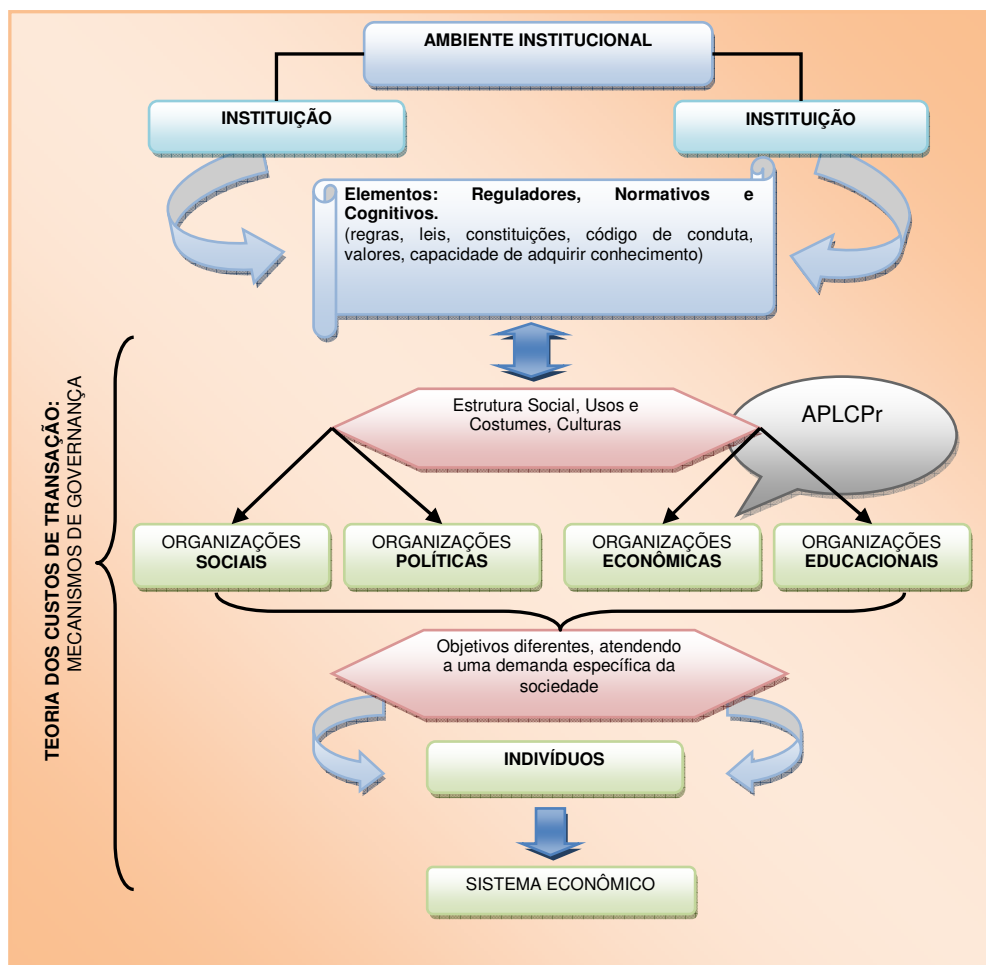 AMBIENTE INSTITUCIONAL
INSTITUIÇÃO
INSTITUIÇÃO
Elementos: Reguladores, Normativos e
Cognitivos.
(regras, leis, constituições, código de conduta,
valores, capacidade de adquirir conhecimento)
TEORIA DOS CUSTOS DE TRANSAÇÃO:
MECANISMOS DE GOVERNANÇA
Estrutura Social, Usos e
Costumes, Culturas
APLCPr
ORGANIZAÇÕES
SOCIAIS
ORGANIZAÇÕES
POLÍTICAS
ORGANIZAÇÕES
ECONÔMICAS
ORGANIZAÇÕES
EDUCACIONAIS
Objetivos diferentes, atendendo
a uma demanda específica da
sociedade
INDIVÍDUOS
SISTEMA ECONÔMICO